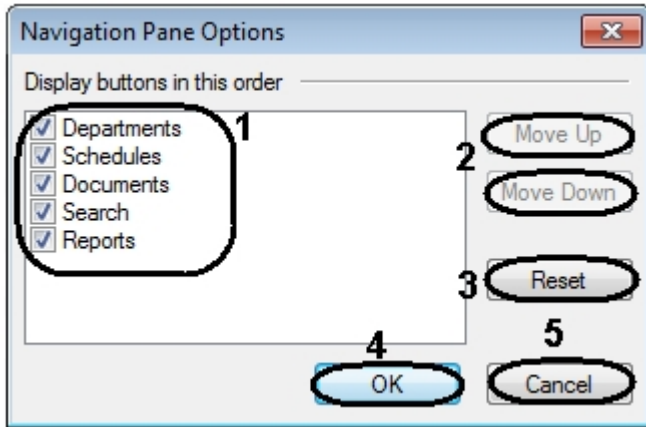 Navigation Pane Options
Display buttons in this order
1
Departments
Schedules
Documents
Search
Reports
2
Move Up
Move Down
3
Reset
4
OK
5
Cancel